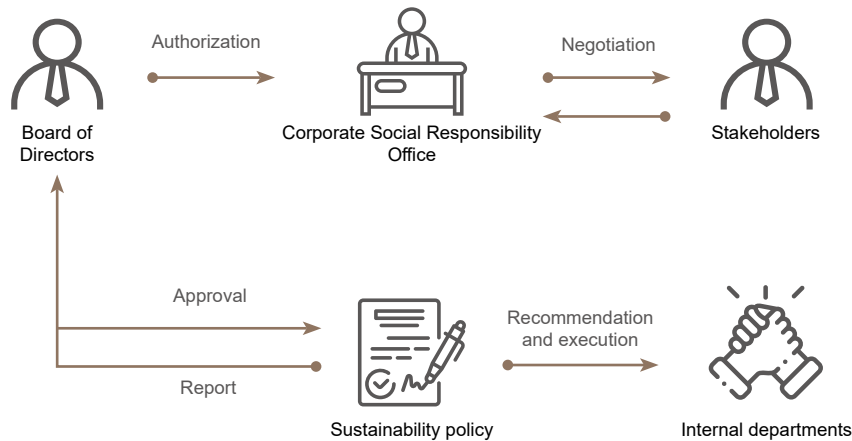 Authorization
Negotiation
Board of
Directors
Corporate Social Responsibility
Office
Stakeholders
Approval
Report
Recommendation
and execution
Sustainability policy
Internal departments